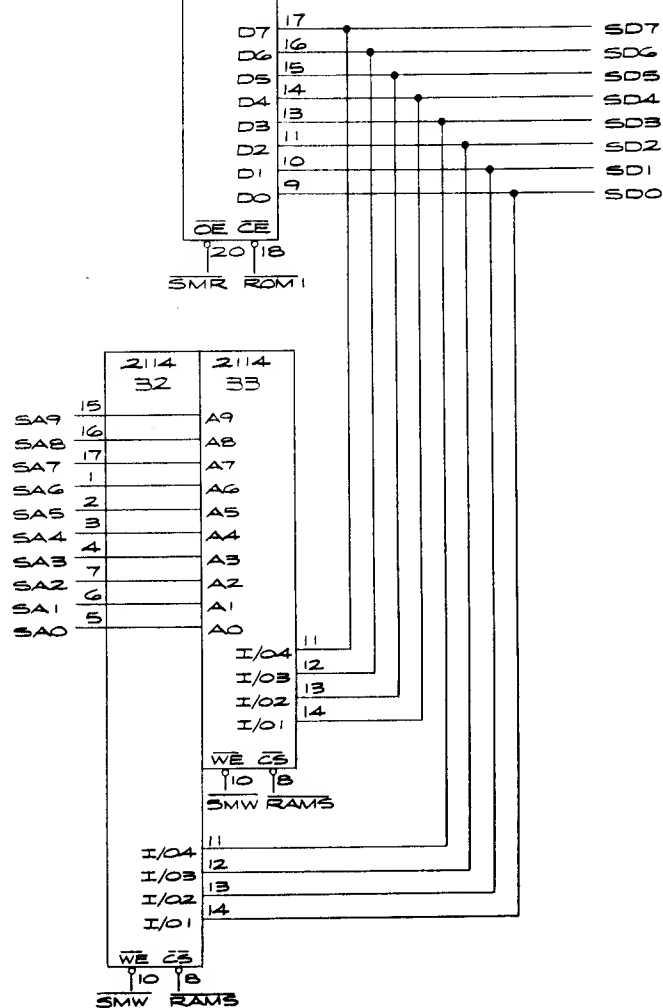 D7 17 SD7
D6 16 SD6
D5 15 SD5
D4 14 SD4
D3 13 SD3
D2 11 SD2
D1 10 SD1
D0 9 SD0
OE CE
20 18
SMR ROM1
2114 2114
32 33
SA9 15 A9
SA8 16 A8
SA7 17 A7
SA6 1 A6
SA5 2 A5
SA4 3 A4
SA3 4 A3
SA2 7 A2
SA1 6 A1
SA0 5 A0
I/O4 11
I/O3 12
I/O2 13
I/O1 14
WE CS
10 8
SMW RAMS
I/O4 11
I/O3 12
I/O2 13
I/O1 14
WE CS
10 8
SMW RAMS